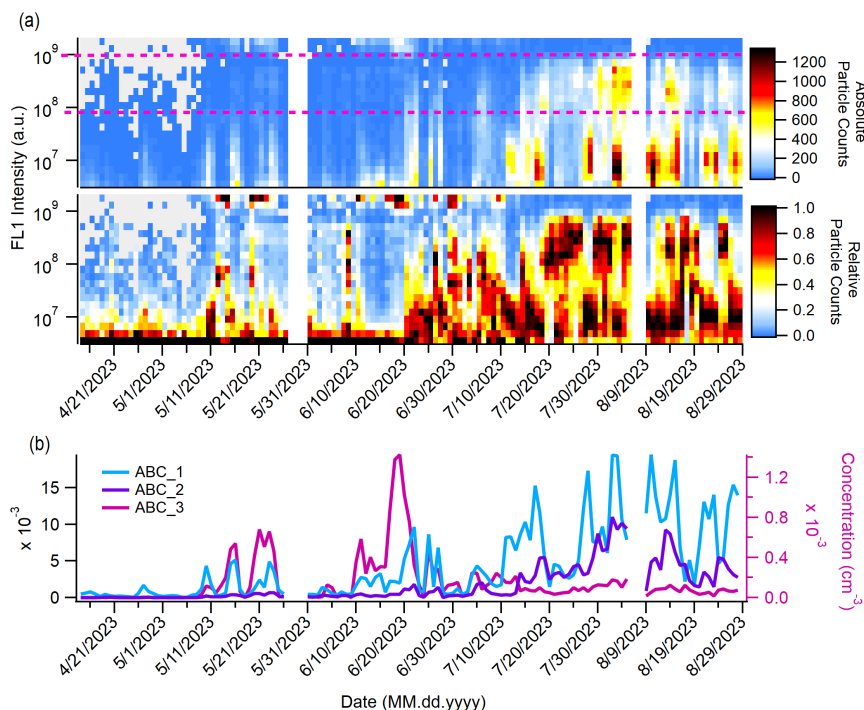 (a)
10⁹
10⁸
10⁷
10⁹
10⁸
10⁷
FL1 Intensity (a.u.)
1200
1000
800
600
400
200
0
Absolute
Particle Counts
1.0
0.8
0.6
0.4
0.2
0.0
Relative
Particle Counts
4/21/2023 5/1/2023 5/11/2023 5/21/2023 5/31/2023 6/10/2023 6/20/2023 6/30/2023 7/10/2023 7/20/2023 7/30/2023 8/9/2023 8/19/2023 8/29/2023
(b)
ABC_1
ABC_2
ABC_3
15
10
5
0
x 10⁻³
1.2
0.9
0.6
0.3
0.0
x 10⁻³
Concentration (cm⁻³)
4/21/2023 5/1/2023 5/11/2023 5/21/2023 5/31/2023 6/10/2023 6/20/2023 6/30/2023 7/10/2023 7/20/2023 7/30/2023 8/9/2023 8/19/2023 8/29/2023
Date (MM.dd.yyyy)